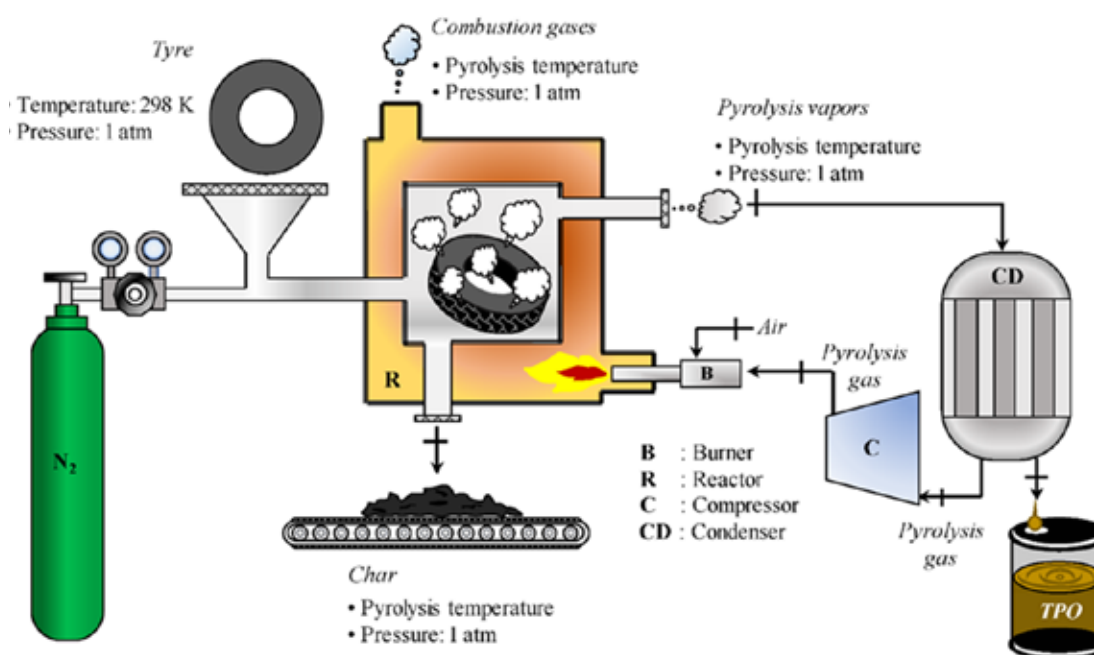 Tyre
• Temperature: 298 K
• Pressure: 1 atm
Combustion gases
• Pyrolysis temperature
• Pressure: 1 atm
Pyrolysis vapors
• Pyrolysis temperature
• Pressure: 1 atm
CD
Air
Pyrolysis
gas
B
R
N₂
C
B : Burner
R : Reactor
C : Compressor
CD : Condenser
Pyrolysis
gas
TPO
Char
• Pyrolysis temperature
• Pressure: 1 atm